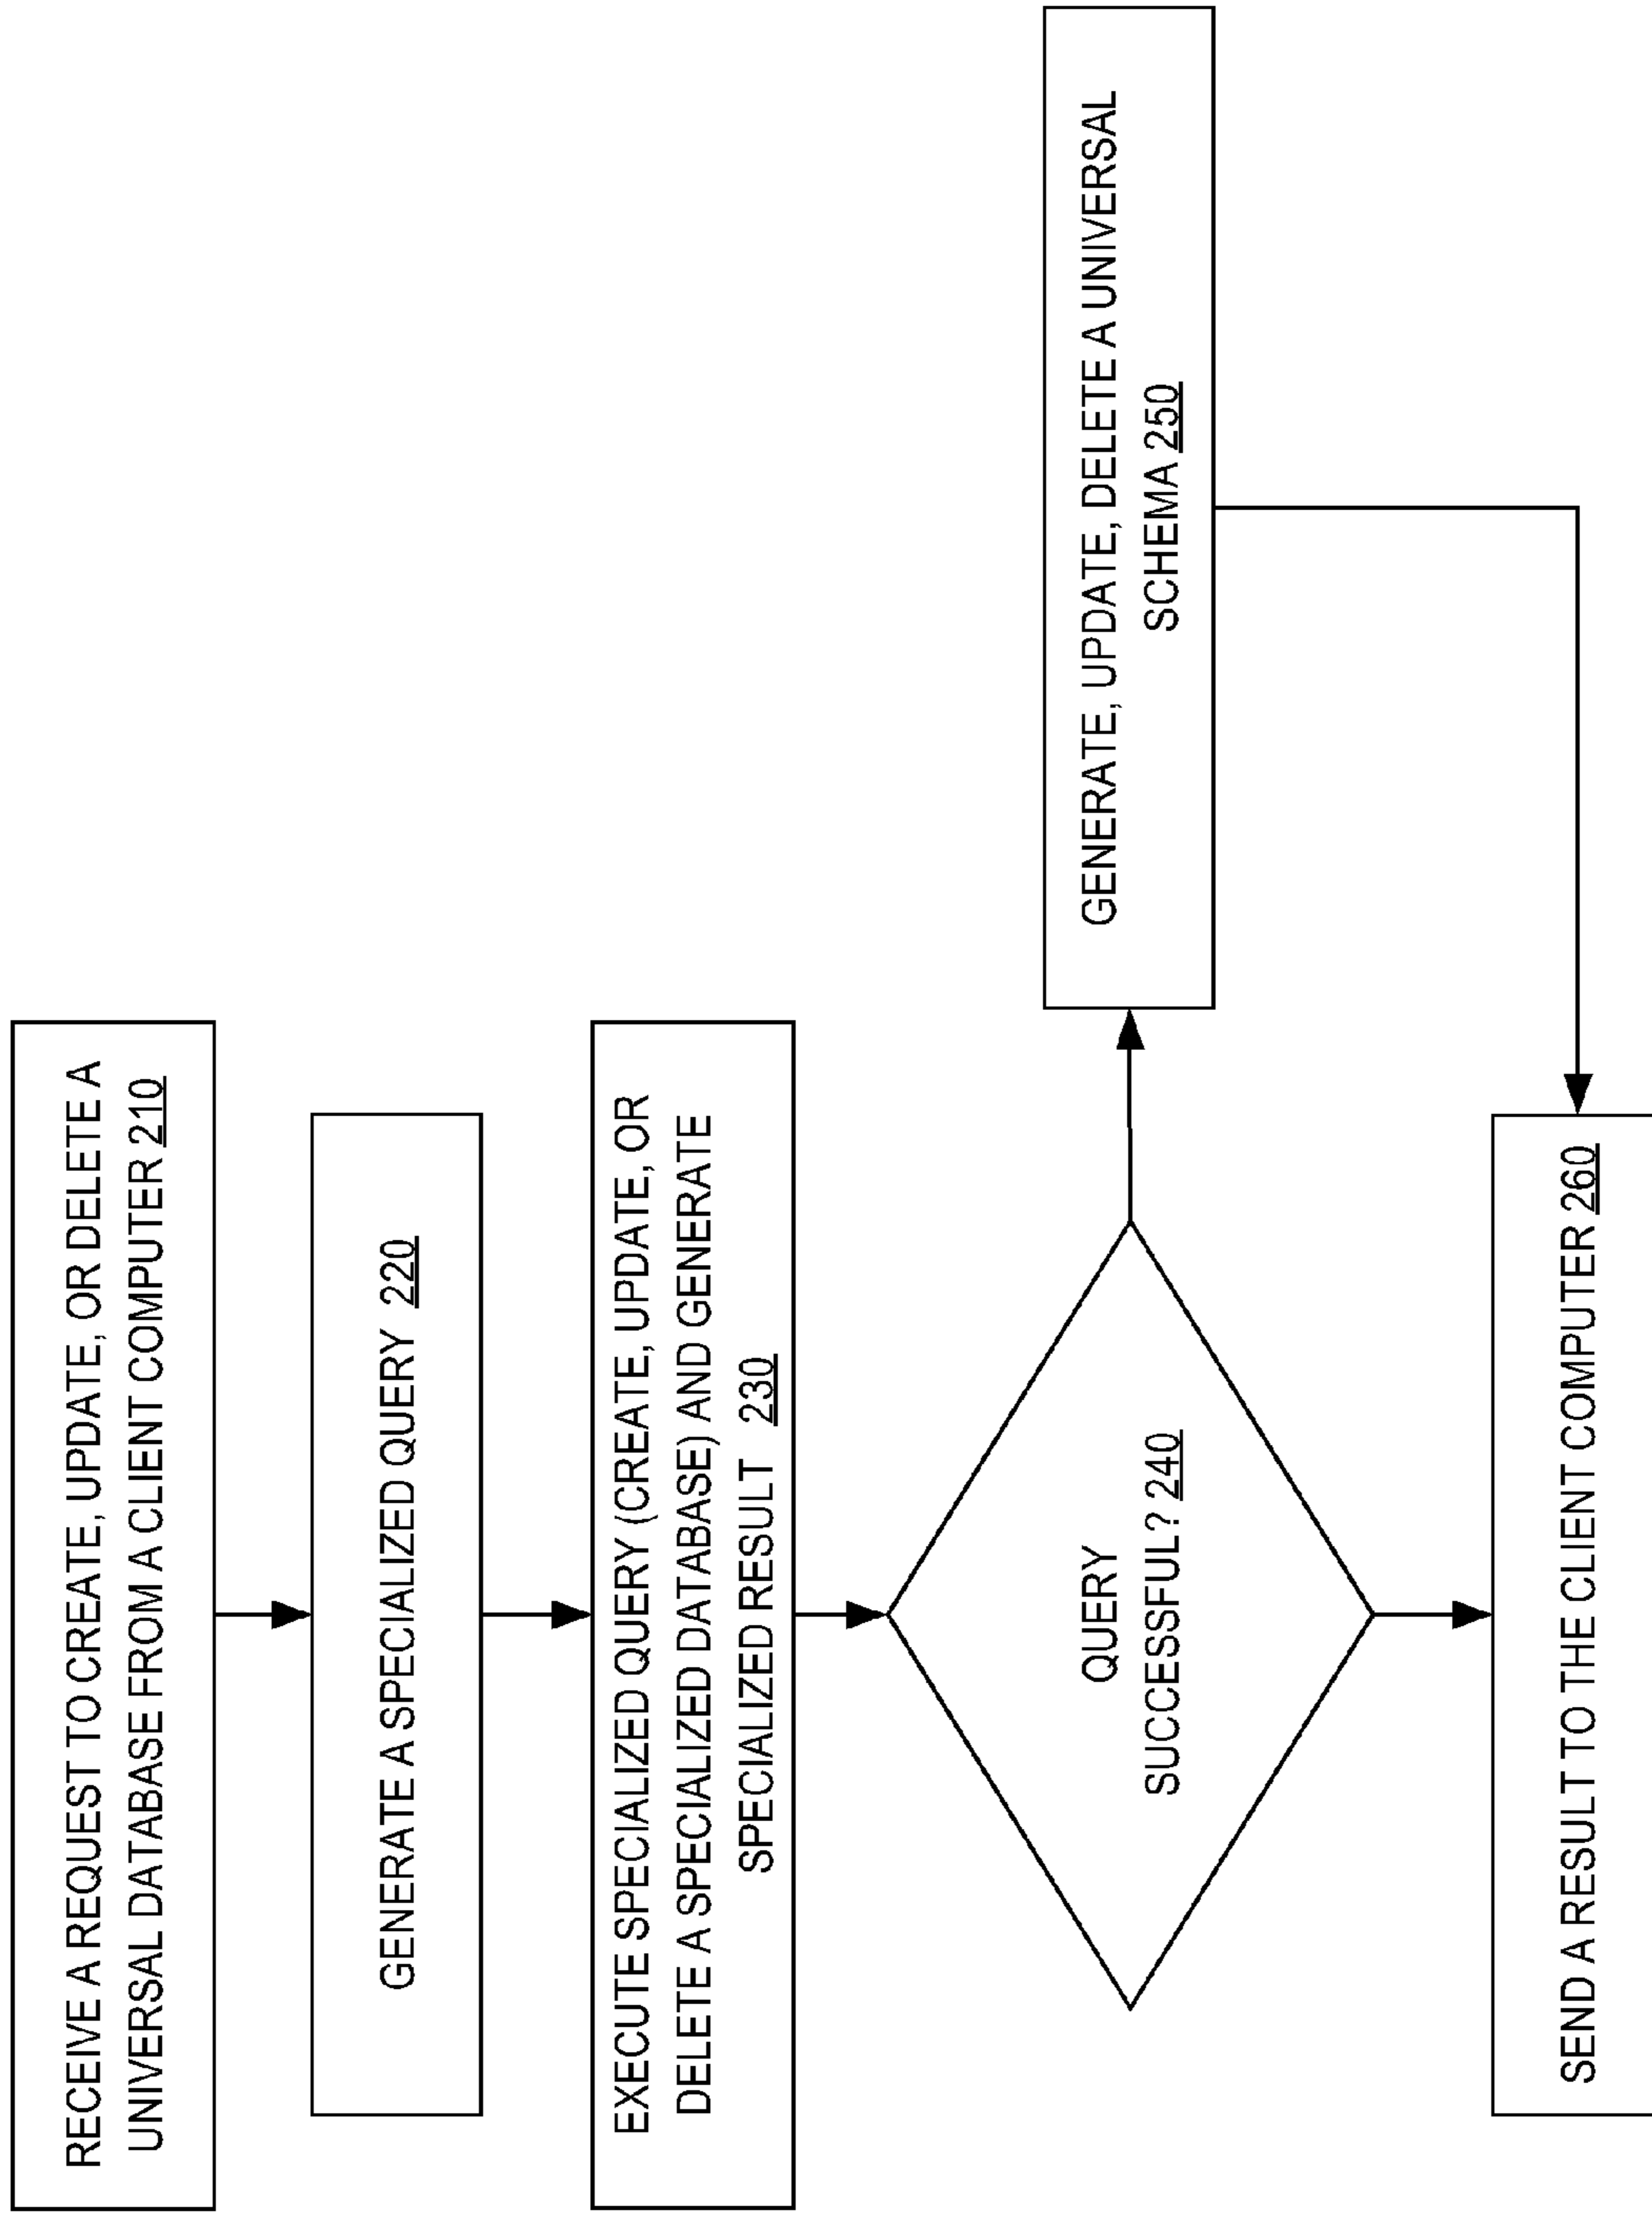 RECEIVE A REQUEST TO CREATE, UPDATE, OR DELETE A
UNIVERSAL DATABASE FROM A CLIENT COMPUTER 210
GENERATE A SPECIALIZED QUERY 220
EXECUTE SPECIALIZED QUERY (CREATE, UPDATE, OR
DELETE A SPECIALIZED DATABASE) AND GENERATE
SPECIALIZED RESULT 230
QUERY
SUCCESSFUL? 240
GENERATE, UPDATE, DELETE A UNIVERSAL
SCHEMA 250
SEND A RESULT TO THE CLIENT COMPUTER 260